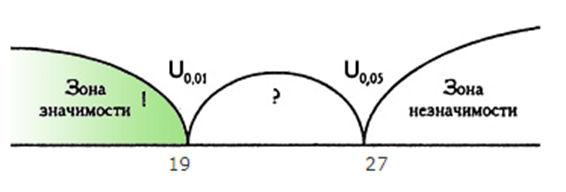 Зона
значимости !
U0,01
?
U0,05
Зона
незначимости
19
27